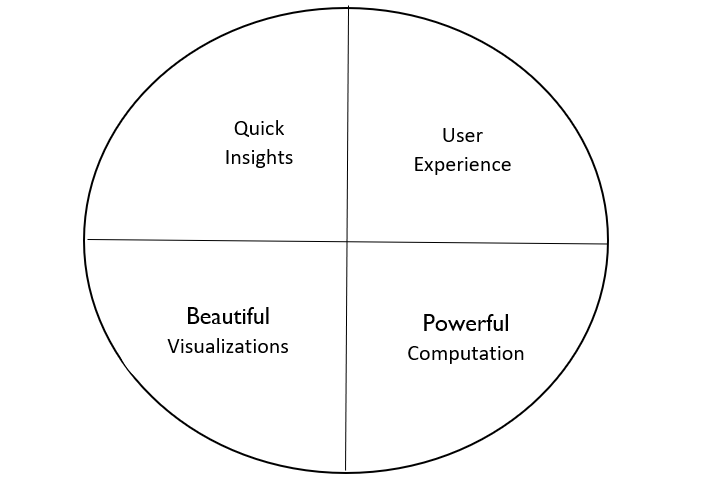 Quick
Insights
User
Experience
Beautiful
Visualizations
Powerful
Computation